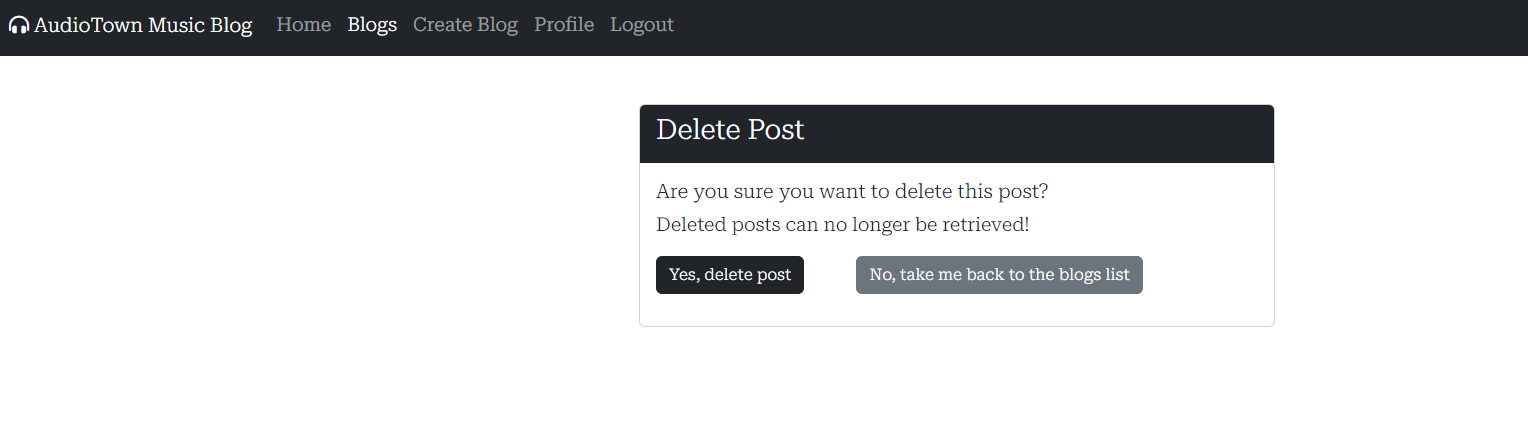 AudioTown Music Blog Home Blogs Create Blog Profile Logout
Delete Post
Are you sure you want to delete this post?
Deleted posts can no longer be retrieved!
Yes, delete post No, take me back to the blogs list